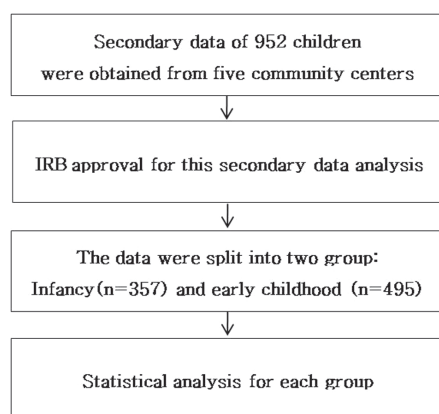 Secondary data of 952 children
were obtained from five community centers
IRB approval for this secondary data analysis
The data were split into two group:
Infancy(n=357) and early childhood (n=495)
Statistical analysis for each group